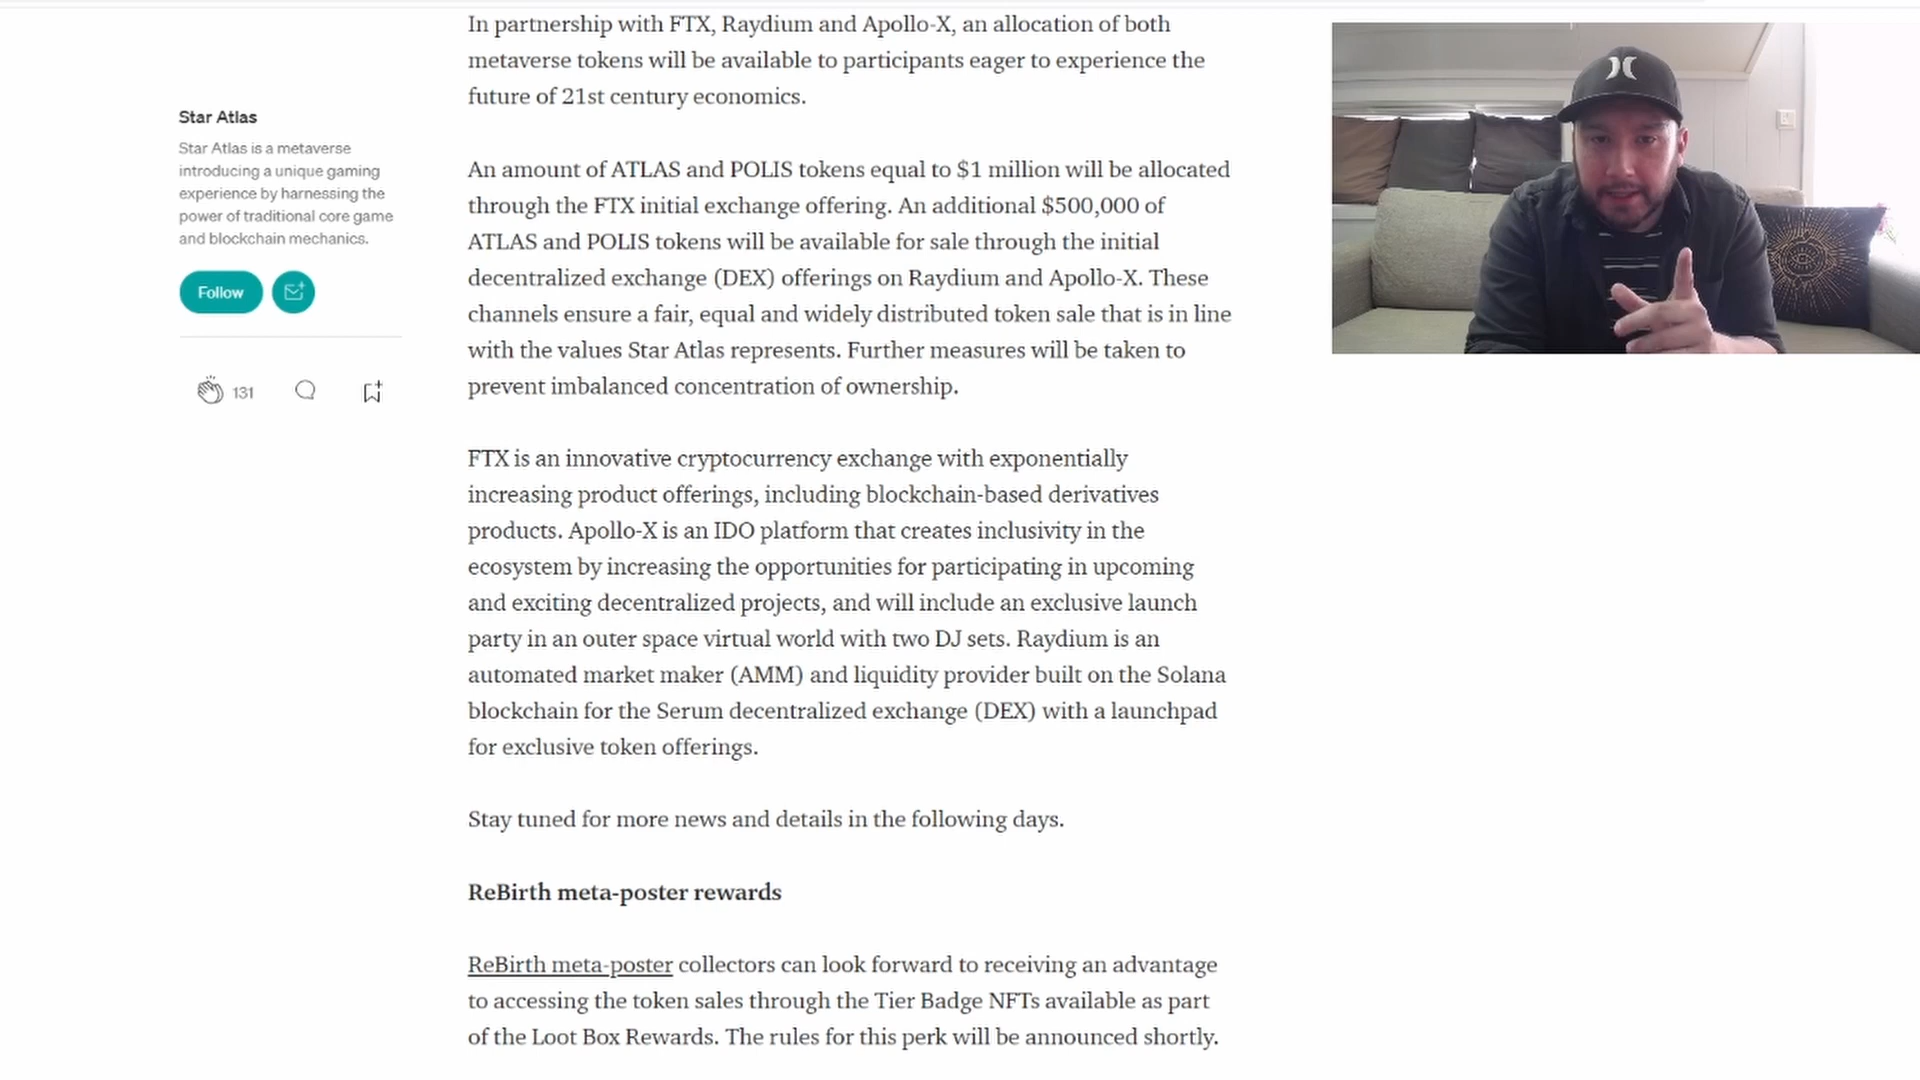 In partnership with FTX, Raydium and Apollo-X, an allocation of both
metaverse tokens will be available to participants eager to experience the
future of 21st century economics.
Star Atlas
Star Atlas is a metaverse
introducing a unique gaming
experience by harnessing the
power of traditional core game
and blockchain mechanics.
Follow
131
An amount of ATLAS and POLIS tokens equal to $1 million will be allocated
through the FTX initial exchange offering. An additional $500,000 of
ATLAS and POLIS tokens will be available for sale through the initial
decentralized exchange (DEX) offerings on Raydium and Apollo-X. These
channels ensure a fair, equal and widely distributed token sale that is in line
with the values Star Atlas represents. Further measures will be taken to
prevent imbalanced concentration of ownership.
FTX is an innovative cryptocurrency exchange with exponentially
increasing product offerings, including blockchain-based derivatives
products. Apollo-X is an IDO platform that creates inclusivity in the
ecosystem by increasing the opportunities for participating in upcoming
and exciting decentralized projects, and will include an exclusive launch
party in an outer space virtual world with two DJ sets. Raydium is an
automated market maker (AMM) and liquidity provider built on the Solana
blockchain for the Serum decentralized exchange (DEX) with a launchpad
for exclusive token offerings.
Stay tuned for more news and details in the following days.
ReBirth meta-poster rewards
ReBirth meta-poster collectors can look forward to receiving an advantage
to accessing the token sales through the Tier Badge NFTs available as part
of the Loot Box Rewards. The rules for this perk will be announced shortly.